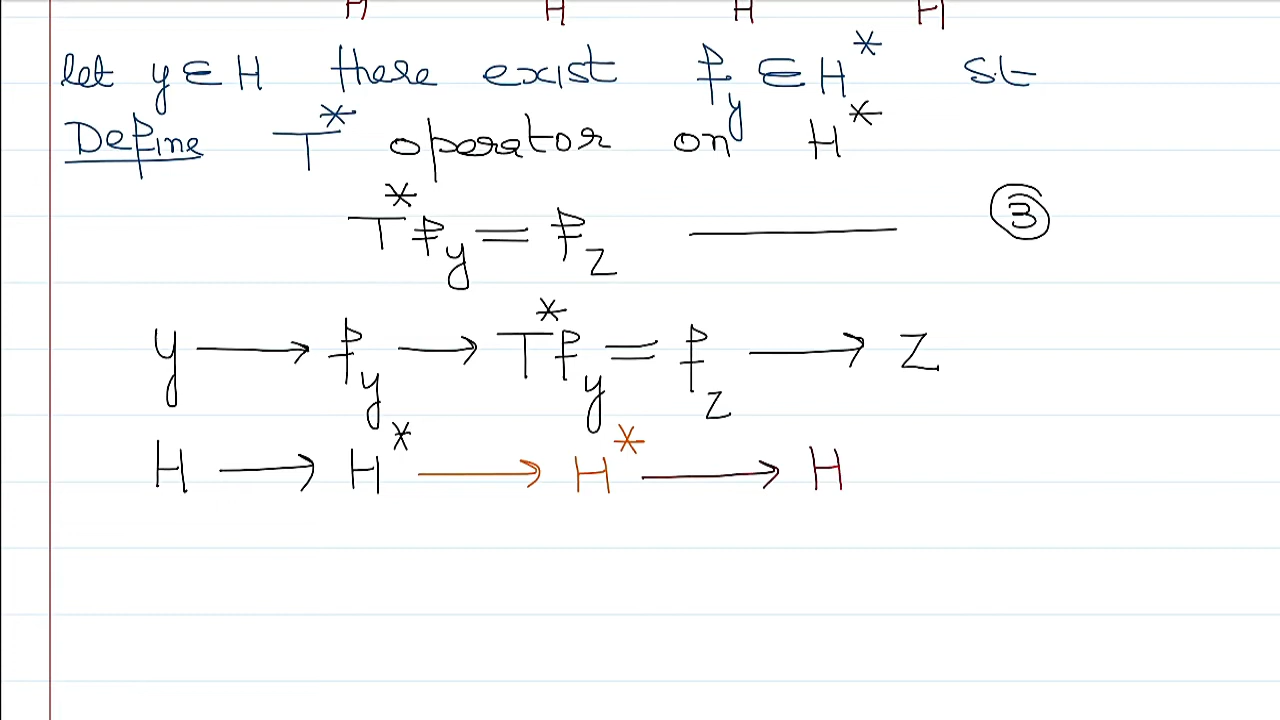 H H H H
let y ∈ H there exist f_y ∈ H* st
Define T* operator on H*
T* f_y = f_z ——— ③
y → f_y → T* f_y = f_z → z
H → H* → H* → H